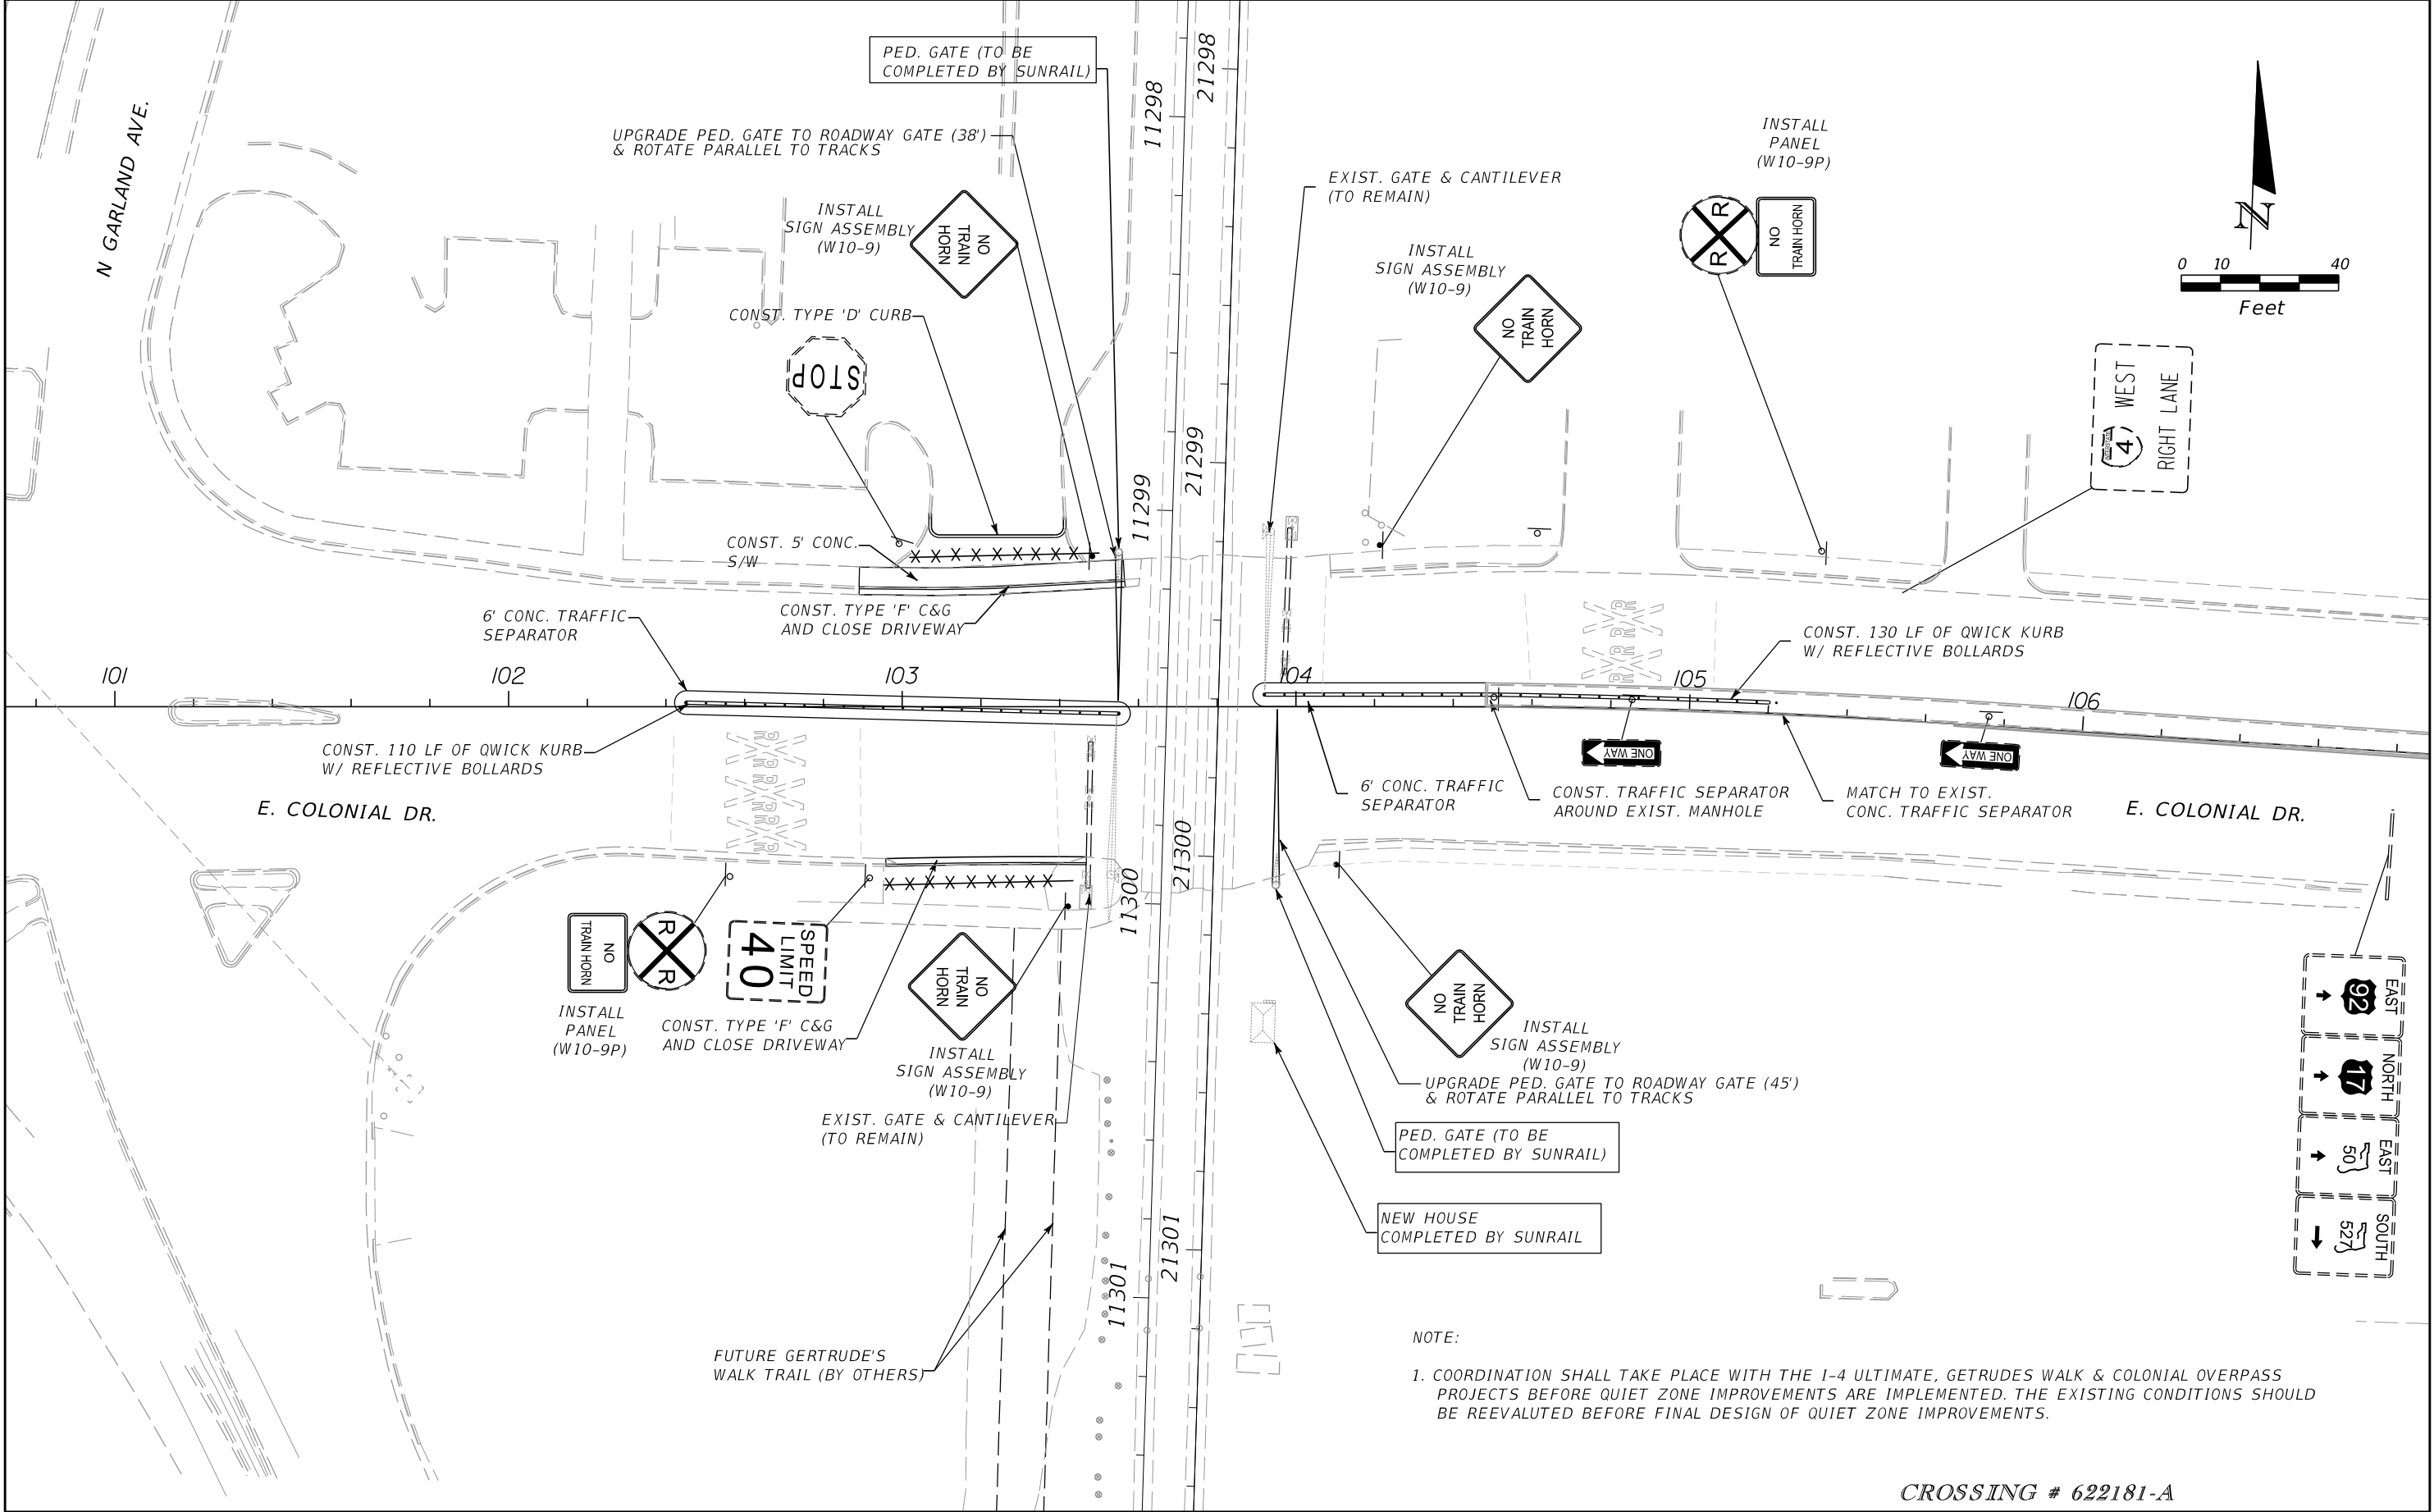 PED. GATE (TO BE
COMPLETED BY SUNRAIL)
UPGRADE PED. GATE TO ROADWAY GATE (38')
& ROTATE PARALLEL TO TRACKS
N GARLAND AVE.
INSTALL
SIGN ASSEMBLY
(W10-9)
NO
TRAIN
HORN
CONST. TYPE 'D' CURB
STOP
CONST. 5' CONC.
S/W
CONST. TYPE 'F' C&G
AND CLOSE DRIVEWAY
6' CONC. TRAFFIC
SEPARATOR
11298
21298
11299
21299
11300
21300
11301
21301
EXIST. GATE & CANTILEVER
(TO REMAIN)
INSTALL
SIGN ASSEMBLY
(W10-9)
NO
TRAIN
HORN
INSTALL
PANEL
(W10-9P)
R
R
NO
TRAIN HORN
N
0 10 40
Feet
4 WEST
RIGHT LANE
CONST. 130 LF OF QWICK KURB
W/ REFLECTIVE BOLLARDS
101
102
103
104
105
106
RXR
RXR
CONST. 110 LF OF QWICK KURB
W/ REFLECTIVE BOLLARDS
E. COLONIAL DR.
ONE WAY
ONE WAY
6' CONC. TRAFFIC
SEPARATOR
CONST. TRAFFIC SEPARATOR
AROUND EXIST. MANHOLE
MATCH TO EXIST.
CONC. TRAFFIC SEPARATOR
E. COLONIAL DR.
NO
TRAIN HORN
R
R
INSTALL
PANEL
(W10-9P)
SPEED
LIMIT
40
CONST. TYPE 'F' C&G
AND CLOSE DRIVEWAY
NO
TRAIN
HORN
INSTALL
SIGN ASSEMBLY
(W10-9)
EXIST. GATE & CANTILEVER
(TO REMAIN)
NO
TRAIN
HORN
INSTALL
SIGN ASSEMBLY
(W10-9)
UPGRADE PED. GATE TO ROADWAY GATE (45')
& ROTATE PARALLEL TO TRACKS
PED. GATE (TO BE
COMPLETED BY SUNRAIL)
NEW HOUSE
COMPLETED BY SUNRAIL
EAST
92
NORTH
17
EAST
50
SOUTH
527
FUTURE GERTRUDE'S
WALK TRAIL (BY OTHERS)
NOTE:
1. COORDINATION SHALL TAKE PLACE WITH THE I-4 ULTIMATE, GETRUDES WALK & COLONIAL OVERPASS
PROJECTS BEFORE QUIET ZONE IMPROVEMENTS ARE IMPLEMENTED. THE EXISTING CONDITIONS SHOULD
BE REEVALUTED BEFORE FINAL DESIGN OF QUIET ZONE IMPROVEMENTS.
CROSSING # 622181-A